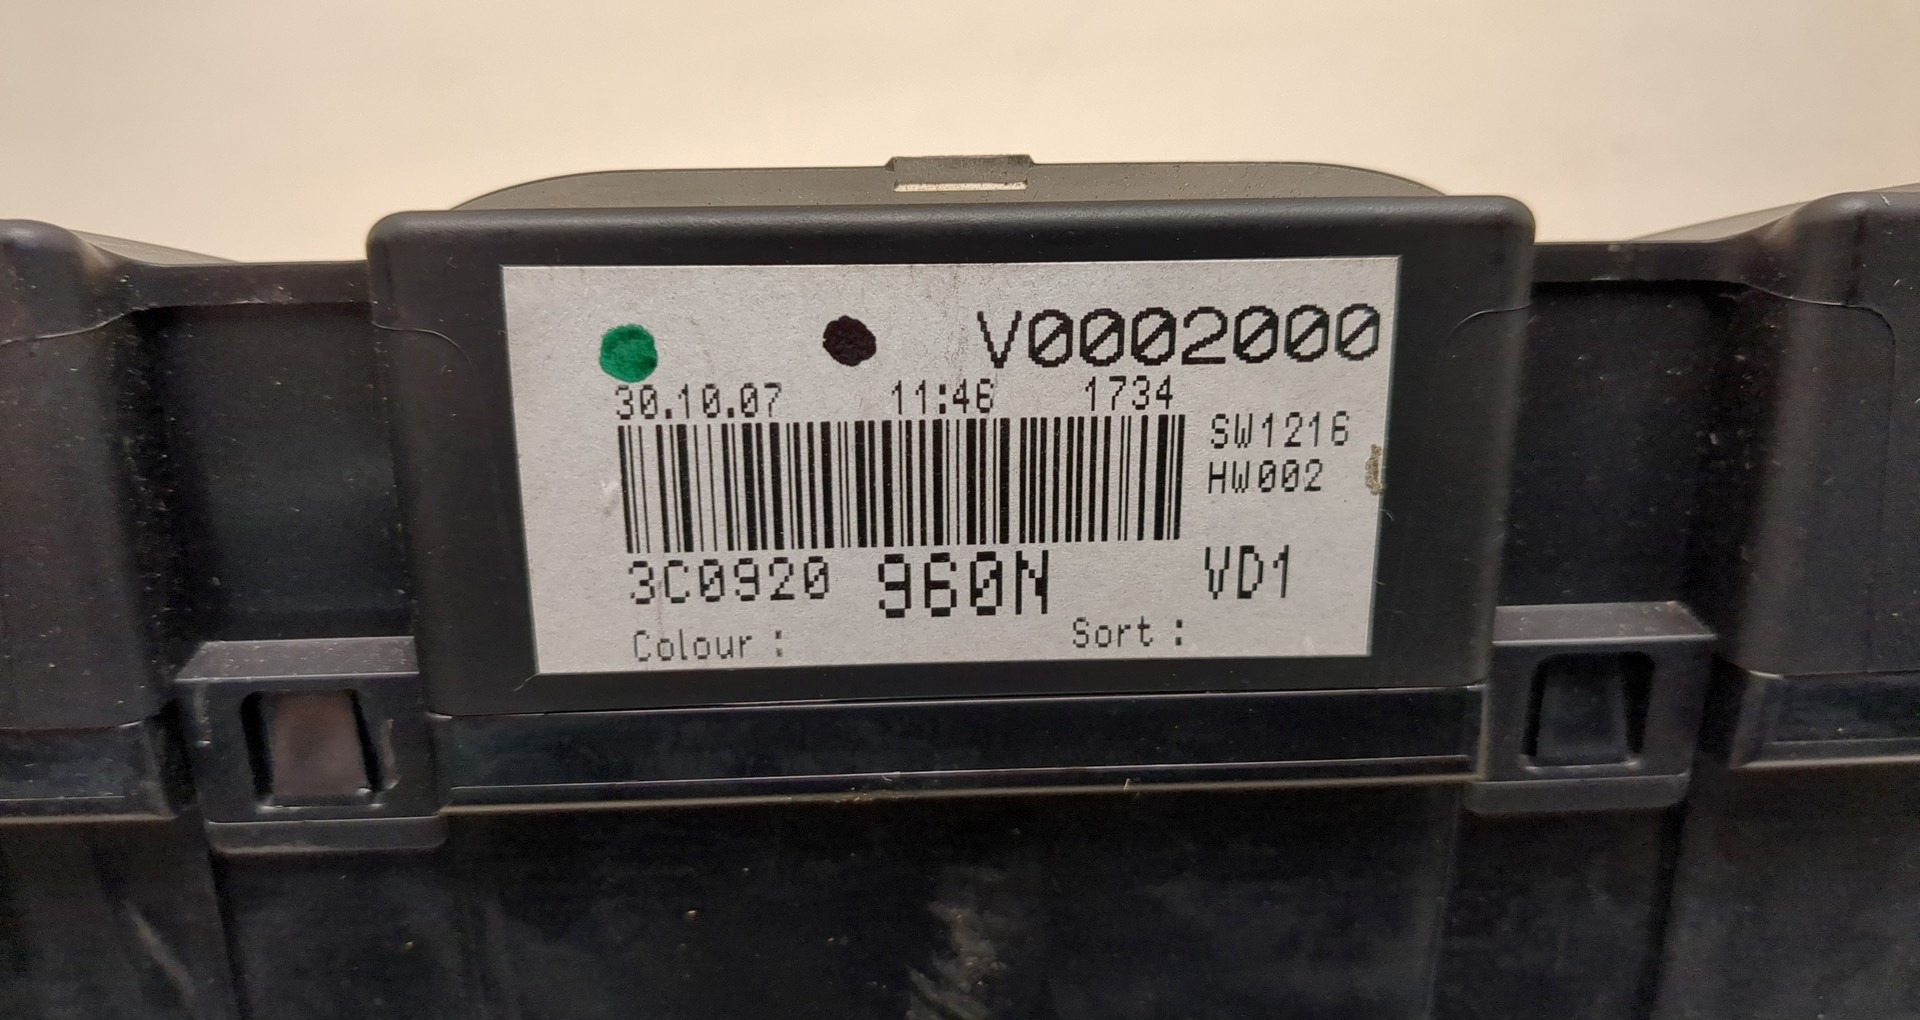 V0002000
30.10.07 11:46 1734
SW1216
HW002
3C0920 960N VD1
Colour : Sort :